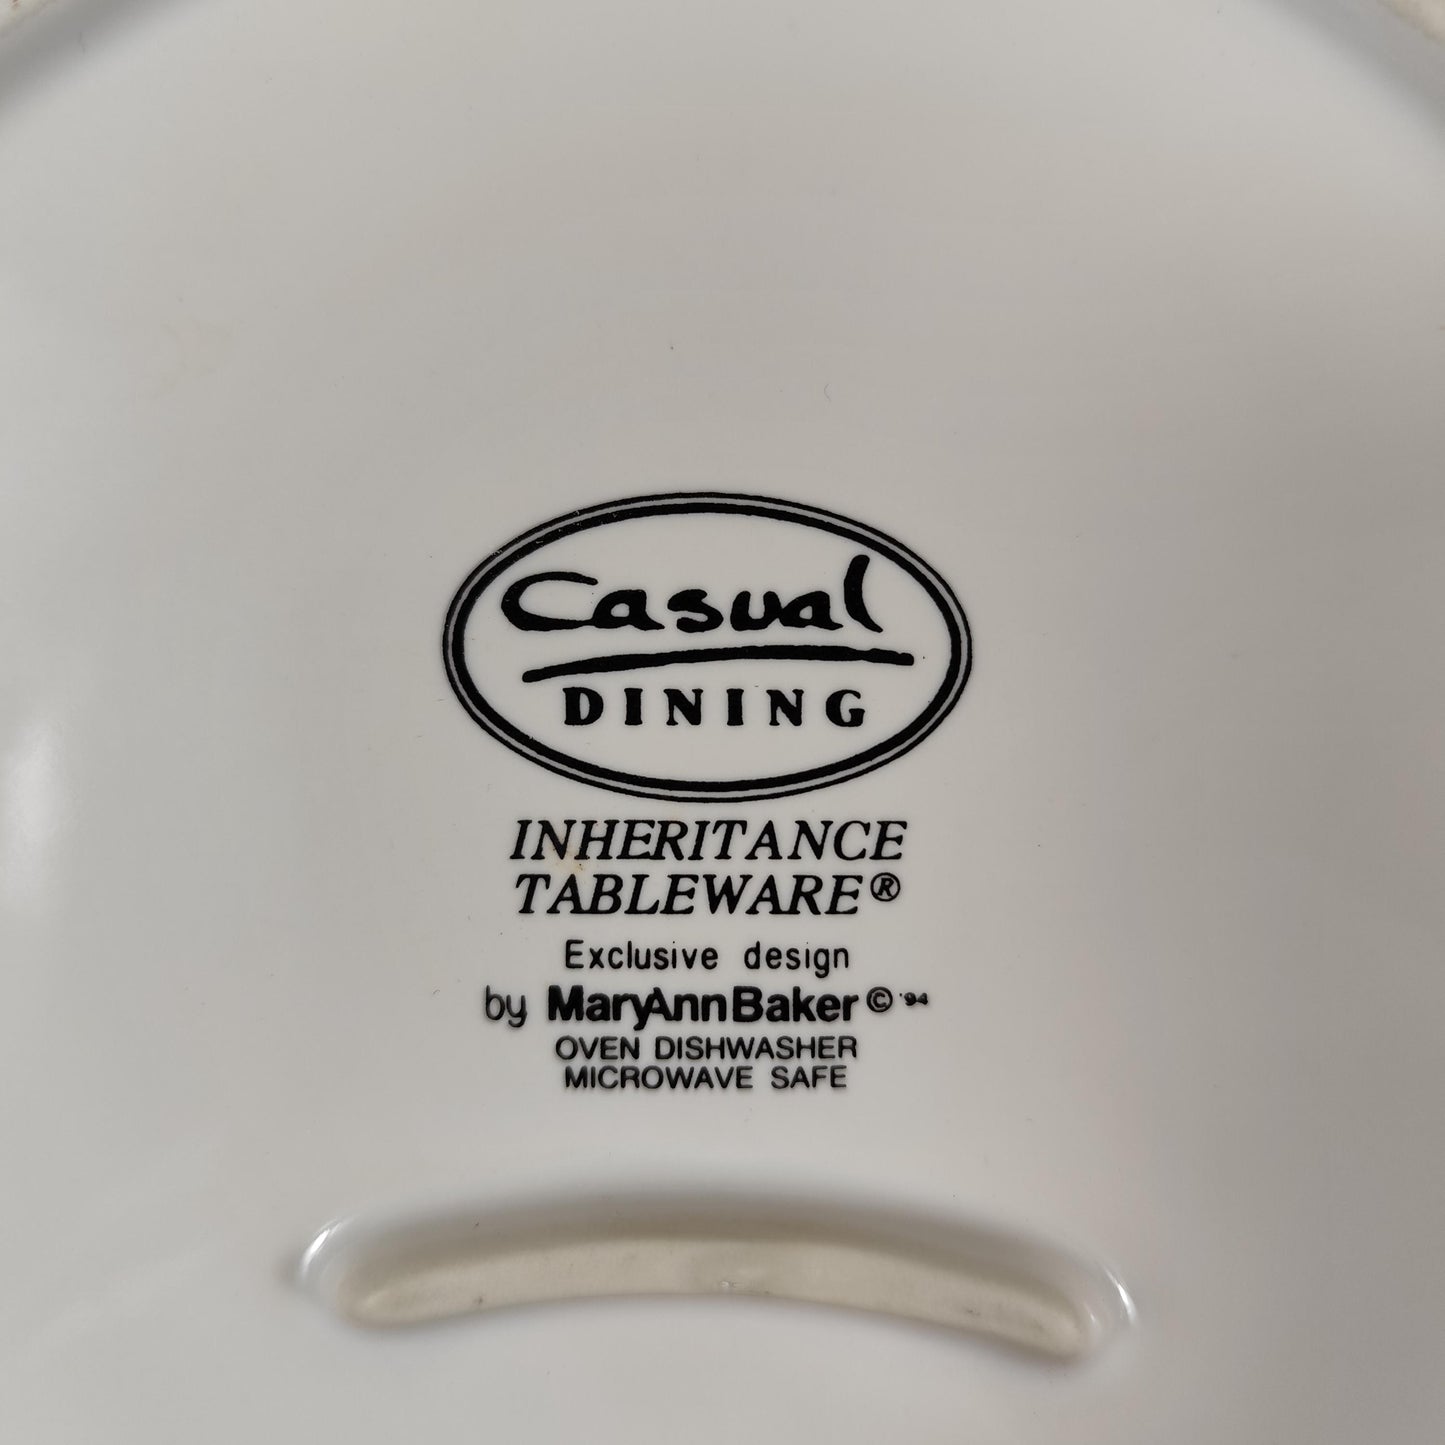 Casual
DINING
INHERITANCE
TABLEWARE®
Exclusive design
by MaryAnnBaker © '94
OVEN DISHWASHER
MICROWAVE SAFE